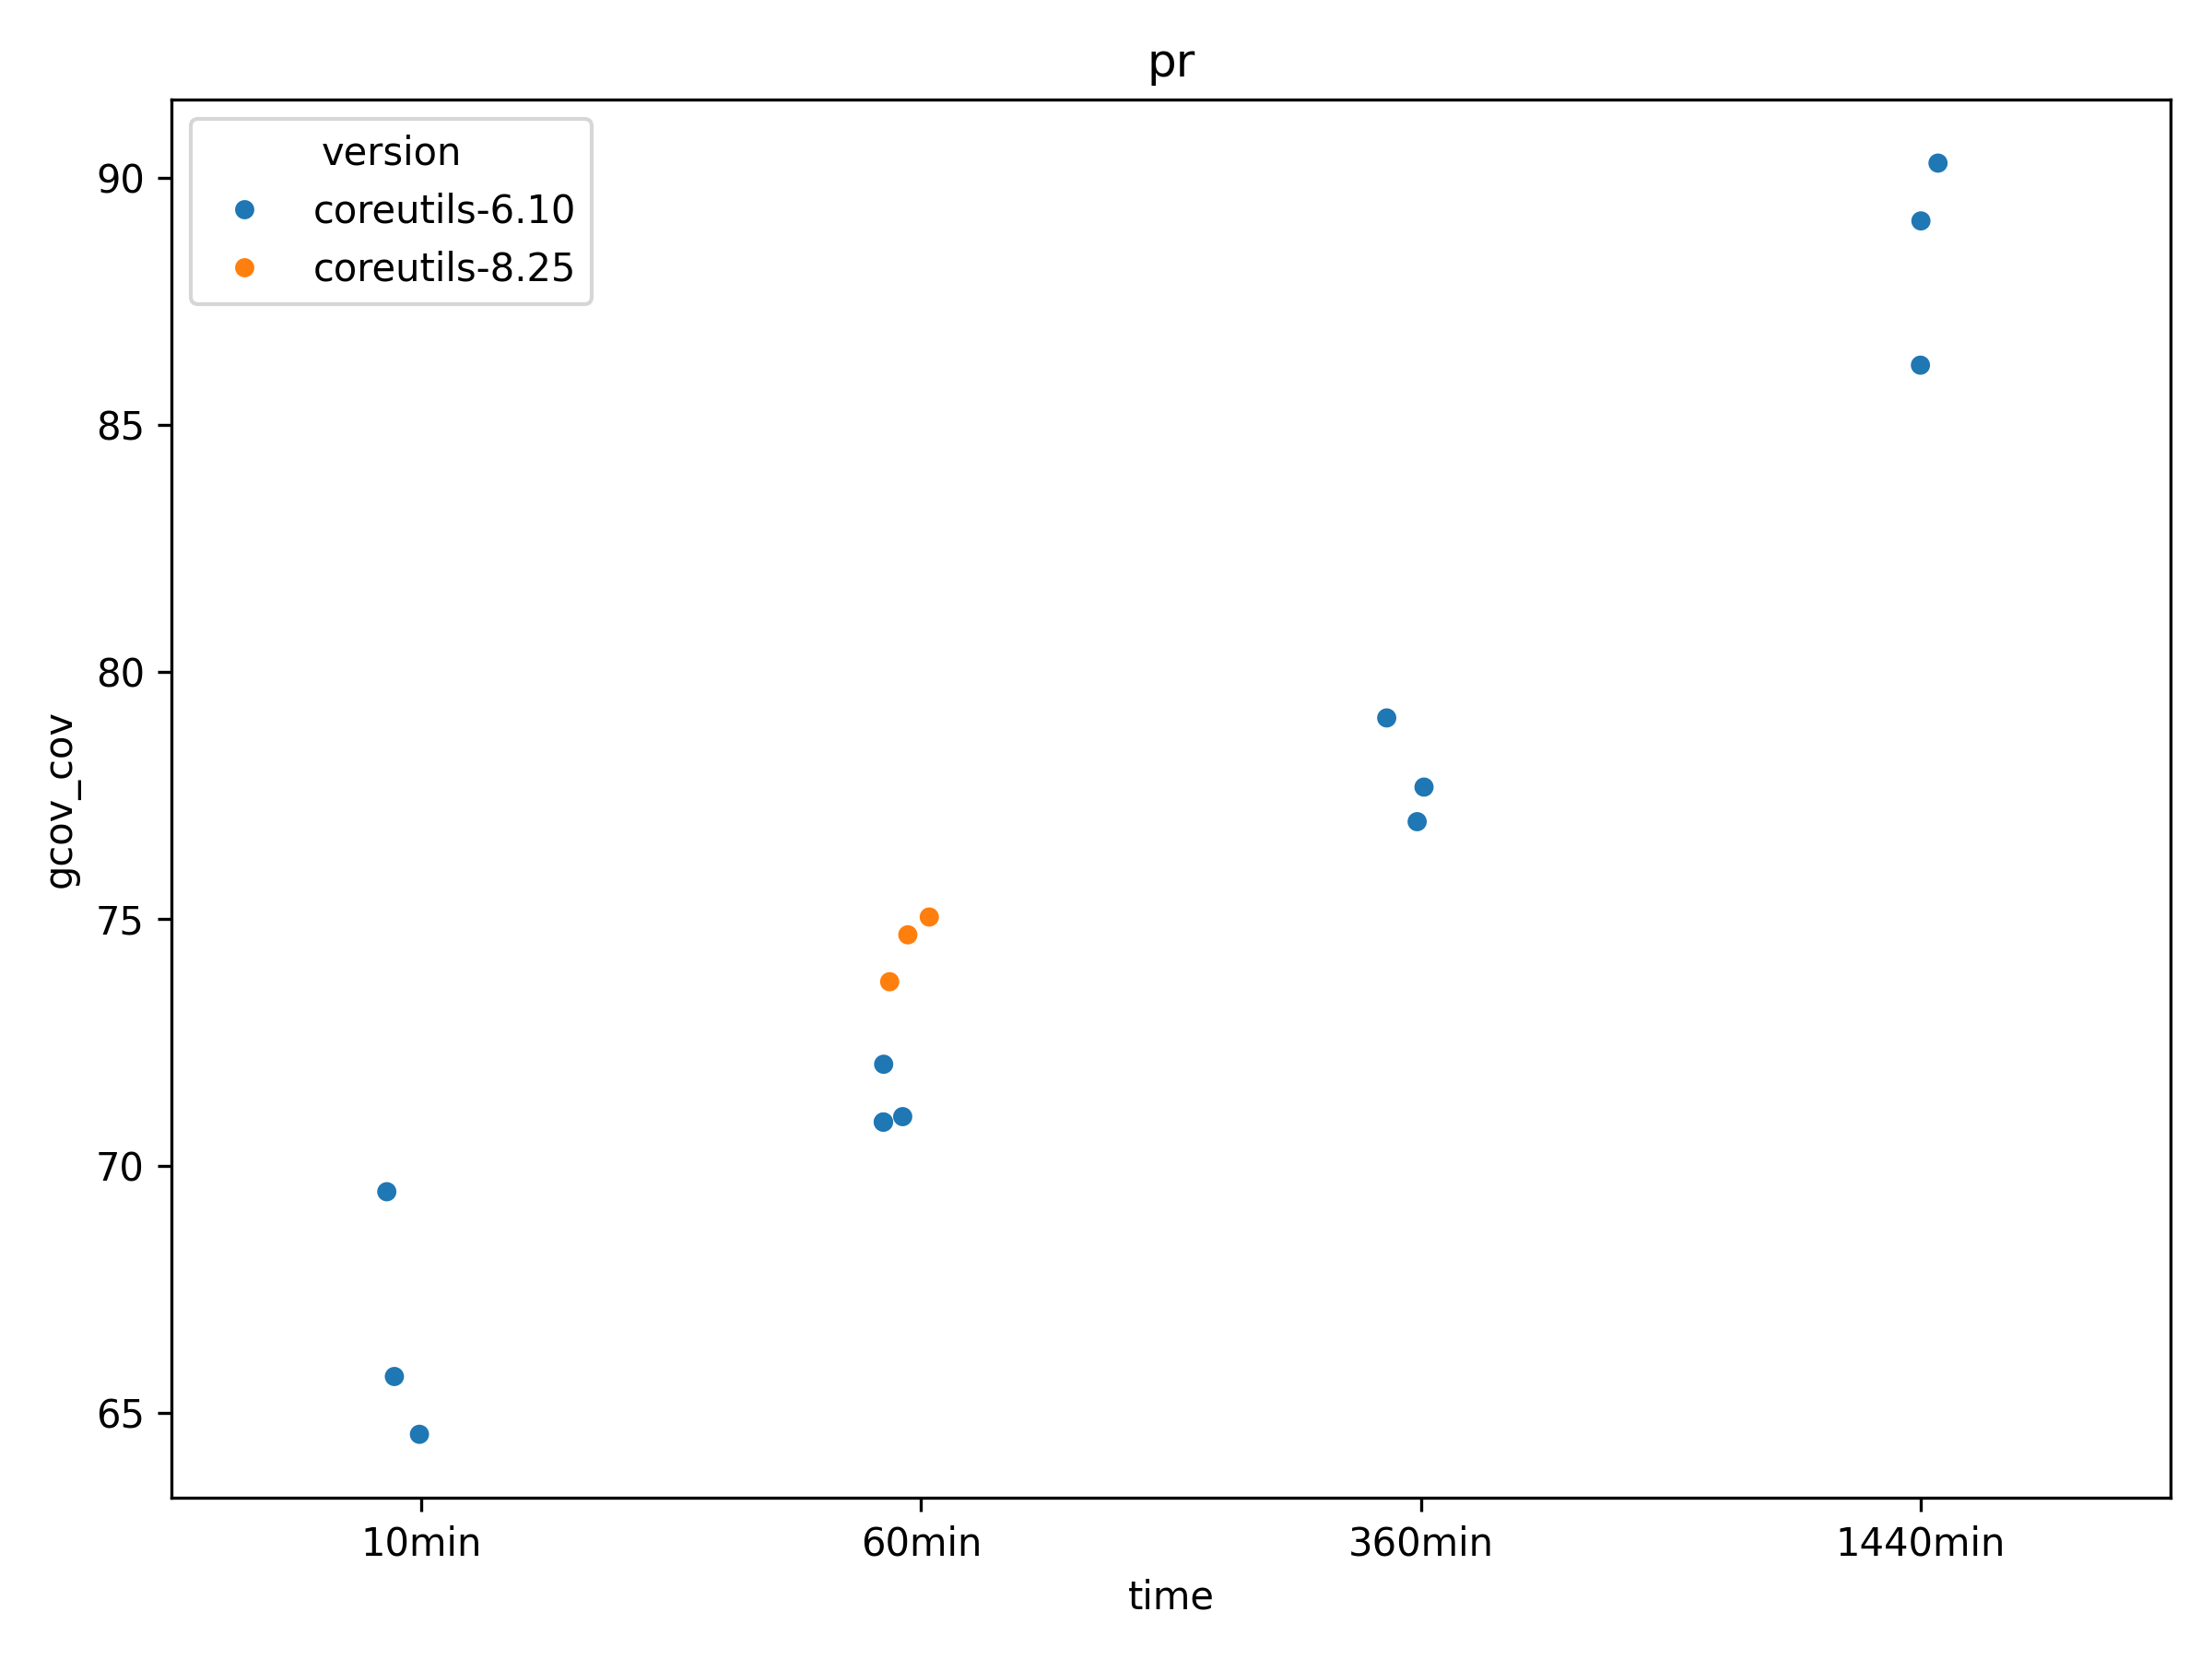 pr
version
coreutils-6.10
coreutils-8.25
90
85
80
75
70
65
gcov_cov
10min
60min
360min
1440min
time